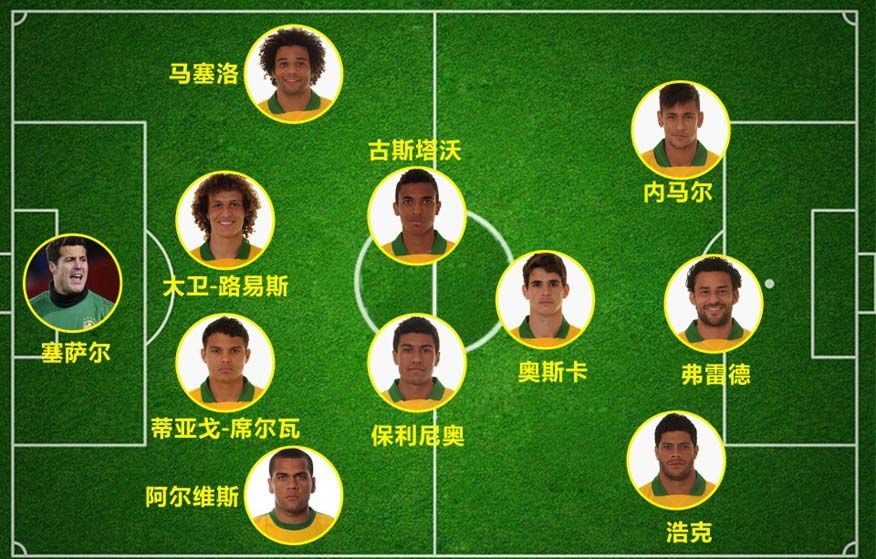 马塞洛
古斯塔沃
内马尔
大卫-路易斯
塞萨尔
奥斯卡
弗雷德
蒂亚戈-席尔瓦
保利尼奥
阿尔维斯
浩克